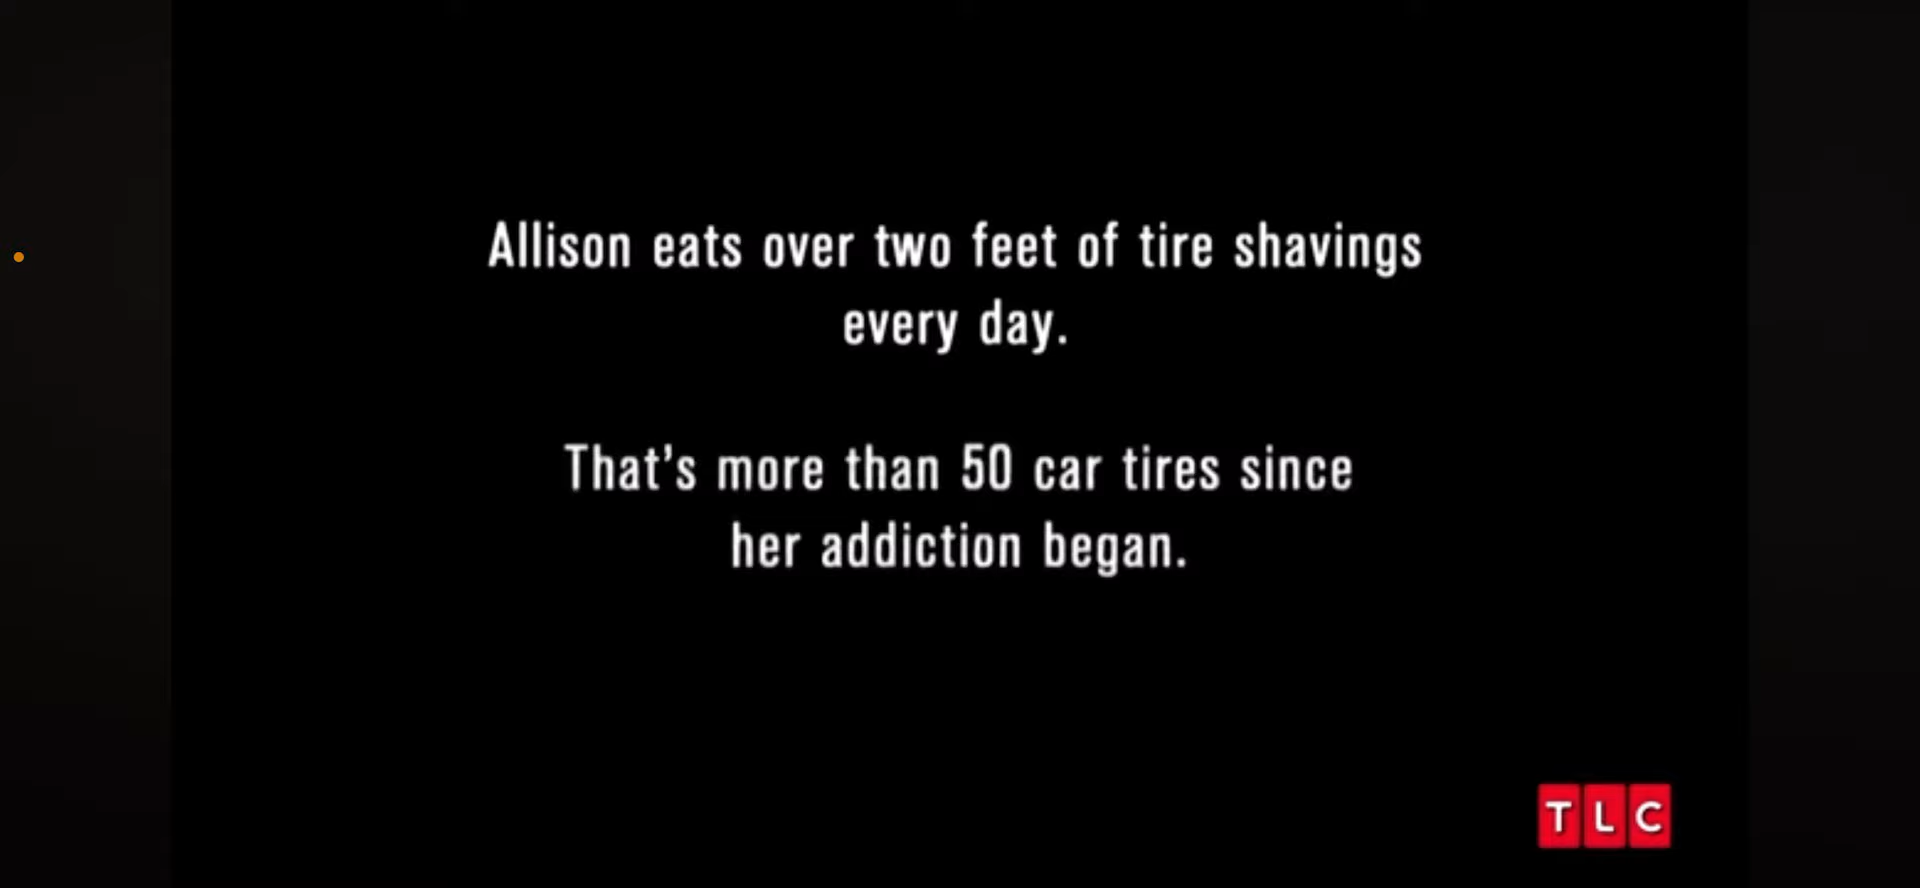 Allison eats over two feet of tire shavings
every day.
That’s more than 50 car tires since
her addiction began.
TLC